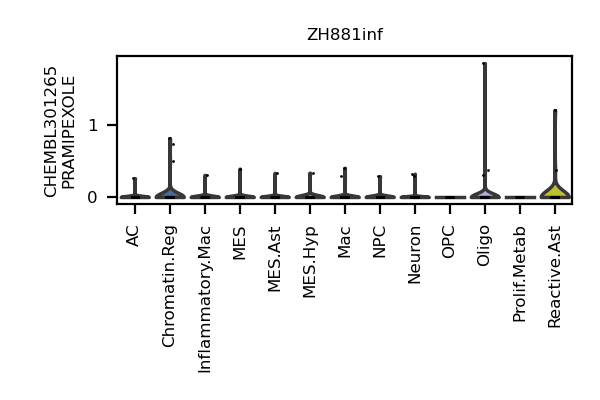 ZH881inf
CHEMBL301265
PRAMIPEXOLE
1
0
AC
Chromatin.Reg
Inflammatory.Mac
MES
MES.Ast
MES.Hyp
Mac
NPC
Neuron
OPC
Oligo
Prolif.Metab
Reactive.Ast